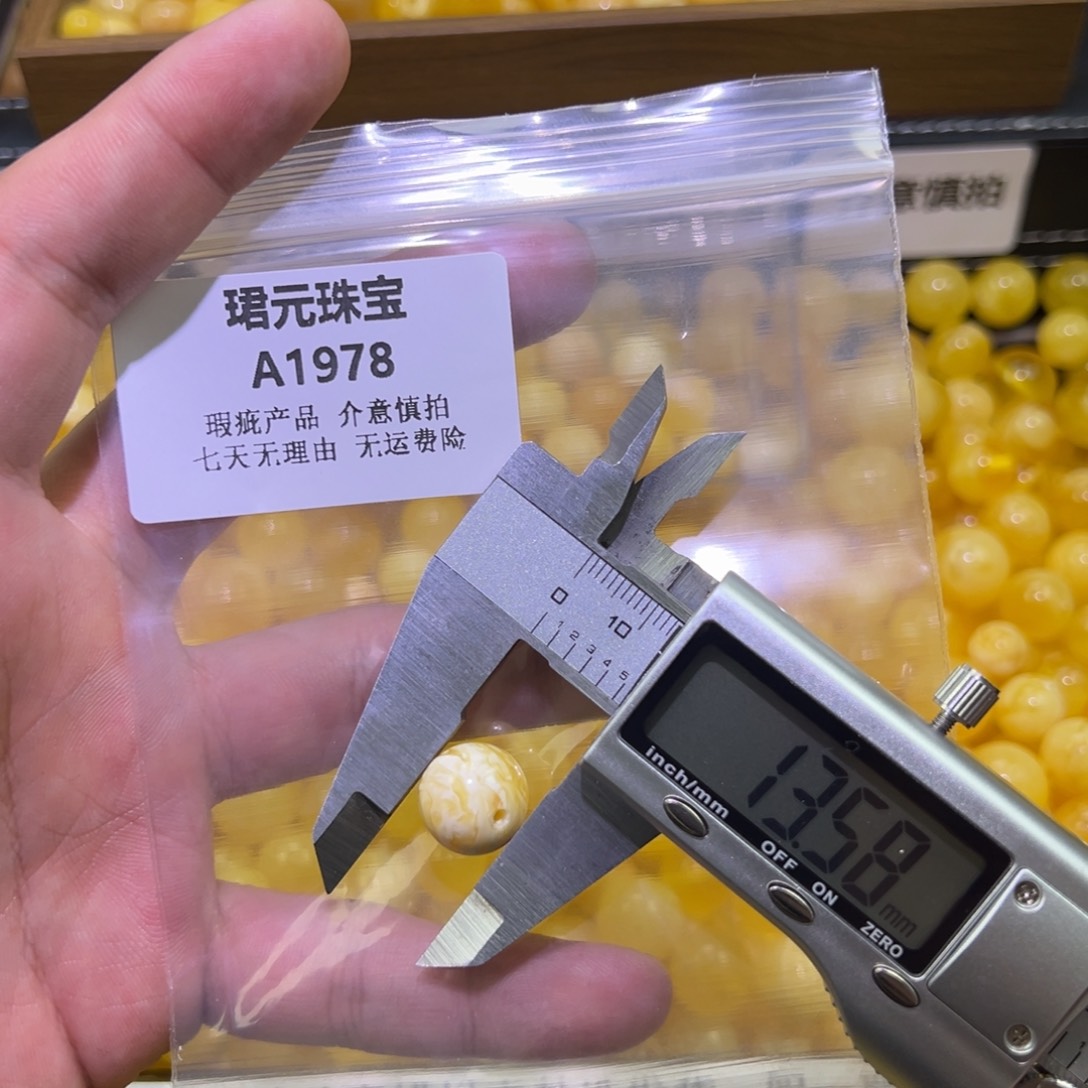 意慎拍
珺元珠宝
A1978
瑕疵产品 介意慎拍
七天无理由 无运费险
0 10
1 2 3 4 5
13.58 mm
inch/mm
OFF ON
ZERO